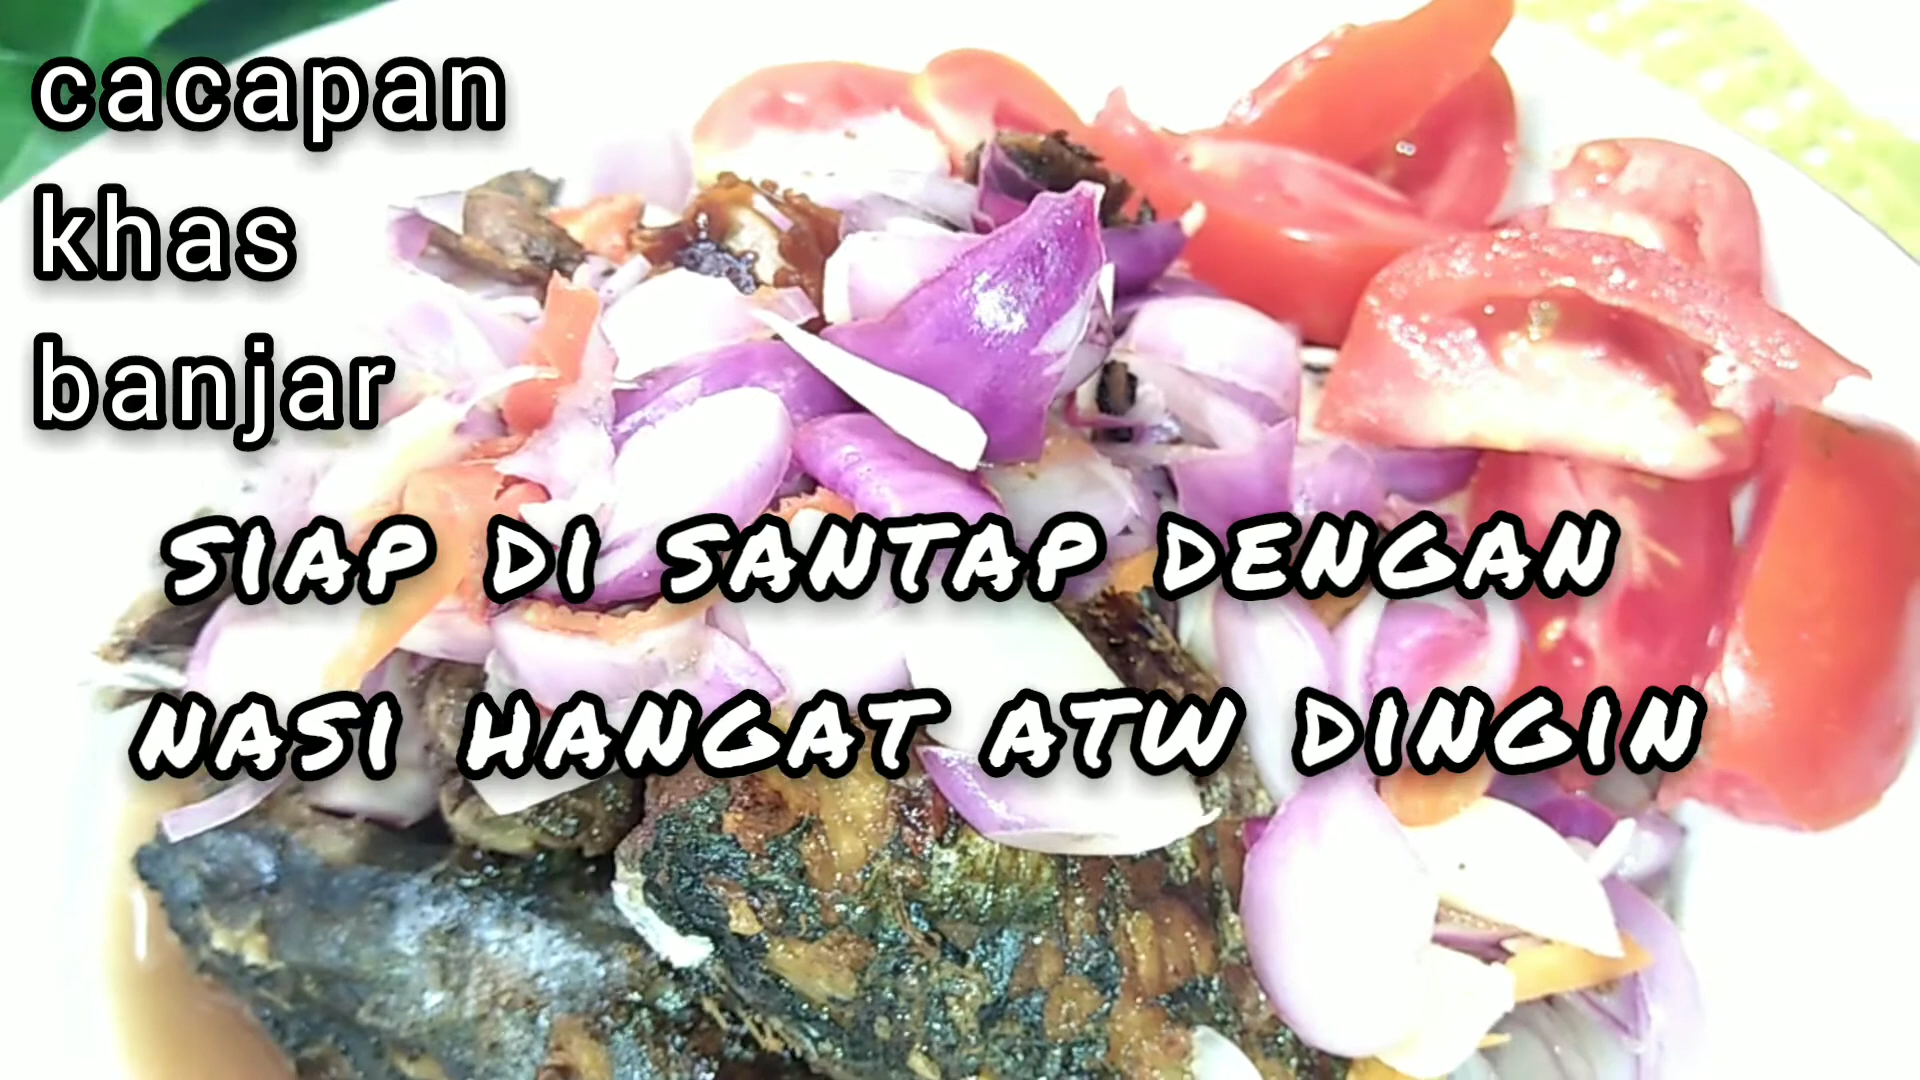 cacapan
khas
banjar
SIAP DI SANTAP DENGAN
NASI HANGAT ATW DINGIN